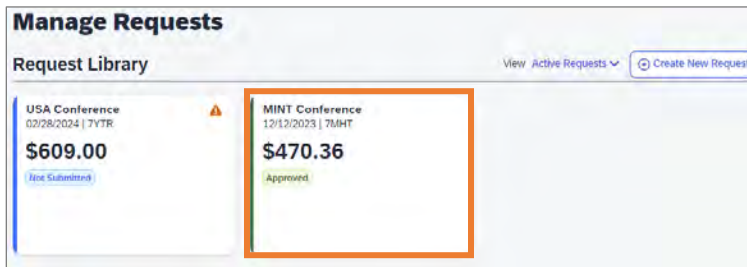 Manage Requests
Request Library
View Active Requests
Create New Request
USA Conference
02/28/2024 | 7YTR
$609.00
Not Submitted
MINT Conference
12/12/2023 | 7MHT
$470.36
Approved